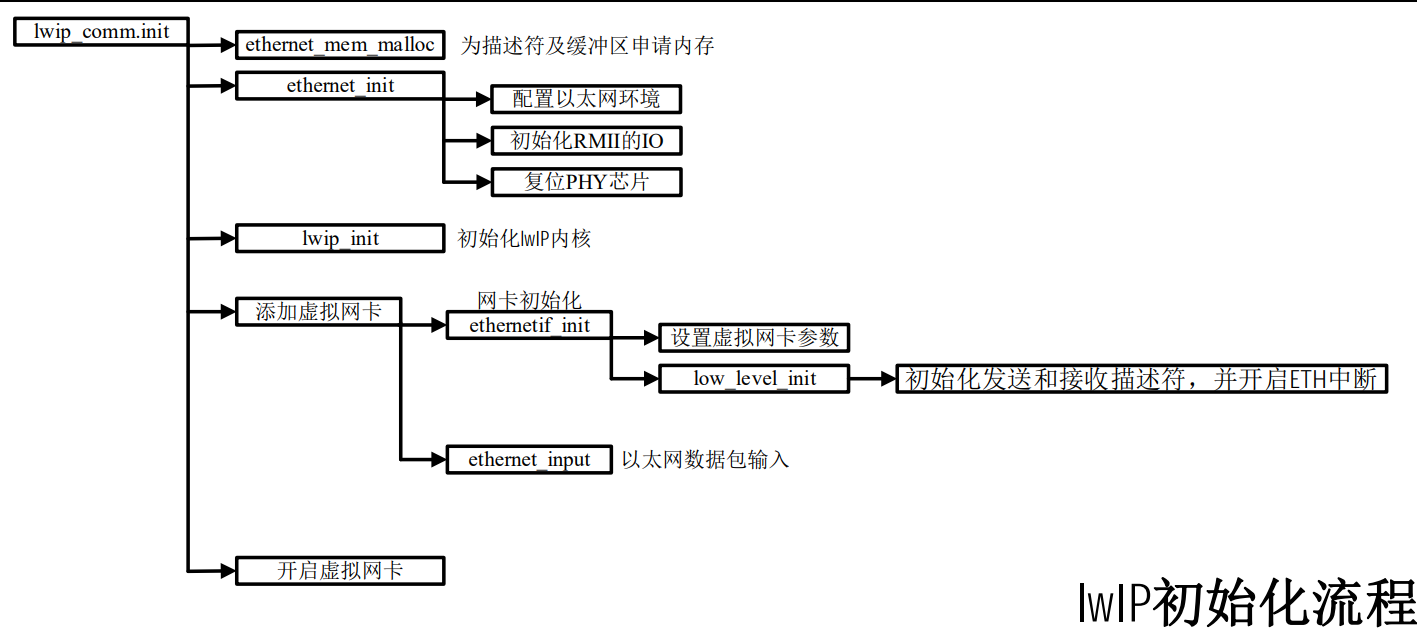 lwip_comm.init
ethernet_mem_malloc 为描述符及缓冲区申请内存
ethernet_init
配置以太网环境
初始化RMII的IO
复位PHY芯片
lwip_init 初始化lwIP内核
添加虚拟网卡
网卡初始化
ethernetif_init
设置虚拟网卡参数
low_level_init
初始化发送和接收描述符，并开启ETH中断
ethernet_input 以太网数据包输入
开启虚拟网卡
lwIP初始化流程